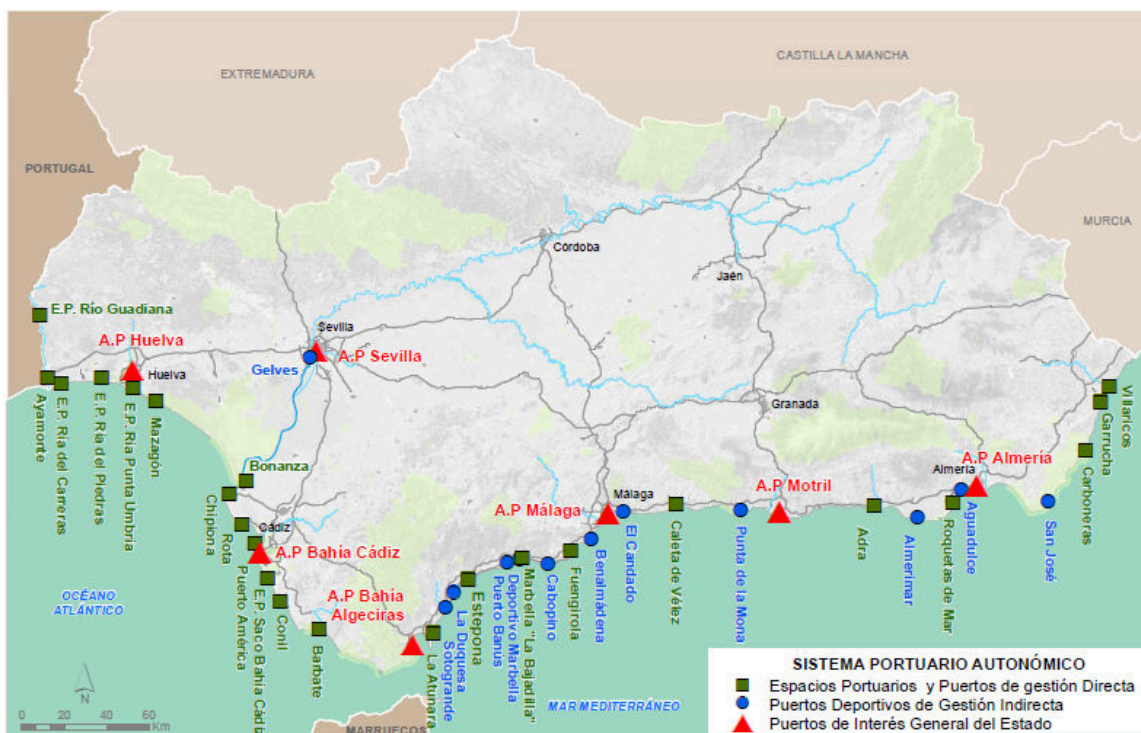 CASTILLA LA MANCHA
EXTREMADURA
PORTUGAL
MURCIA
Córdoba
Jaén
E.P. Río Guadiana
A.P Huelva
Sevilla
A.P Sevilla
Gelves
Huelva
Granada
Ayamonte
E.P. Ría del Carreras
E.P. Ría del Piedras
E.P. Ría Punta Umbría
Mazagón
Villaricos
Garrucha
Carboneras
Bonanza
A.P Almería
Almería
A.P Motril
Málaga
A.P Málaga
Chipiona
Rota
Cádiz
A.P Bahía Cádiz
Puerto América
E.P. Saco Bahía Cádiz
Conil
Barbate
A.P Bahía
Algeciras
La Atunara
Sotogrande
La Duquesa
Estepona
Puerto Banús
Deportivo Marbella
Marbella "La Bajadilla"
Cabopino
Fuengirola
Benalmádena
El Candado
Caleta de Vélez
Punta de la Mona
Adra
Almerimar
Roquetas de Mar
Aguadulce
San José
OCÉANO
ATLÁNTICO
MAR MEDITERRÁNEO
MARRUECOS
N
0 20 40 60
Km
SISTEMA PORTUARIO AUTONÓMICO
Espacios Portuarios y Puertos de gestión Directa
Puertos Deportivos de Gestión Indirecta
Puertos de Interés General del Estado